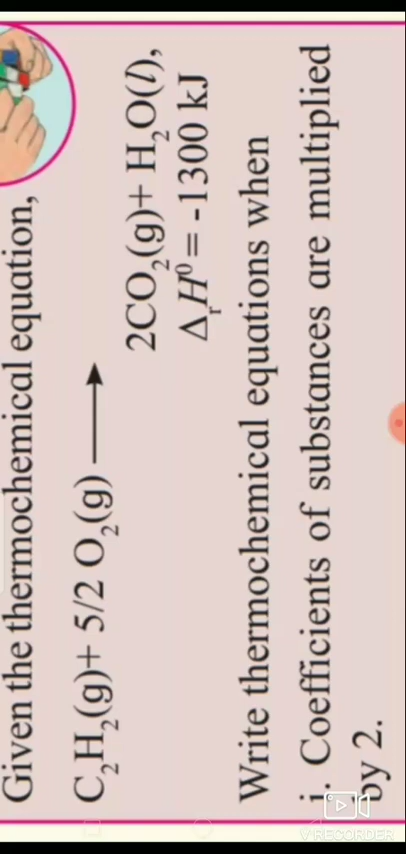 Given the thermochemical equation,
C₂H₂(g)+ 5/2 O₂(g) ⟶
2CO₂(g)+ H₂O(l),
ΔᵣH⁰= -1300 kJ
Write thermochemical equations when
i. Coefficients of substances are multiplied
by 2.
RECORDER